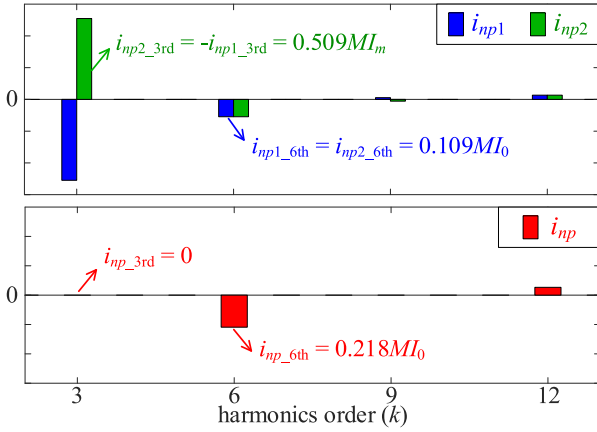 i_np1 i_np2
i_np2_3rd = -i_np1_3rd = 0.509MI_m
0
i_np1_6th = i_np2_6th = 0.109MI_0
i_np
i_np_3rd = 0
0
i_np_6th = 0.218MI_0
3 6 9 12
harmonics order (k)